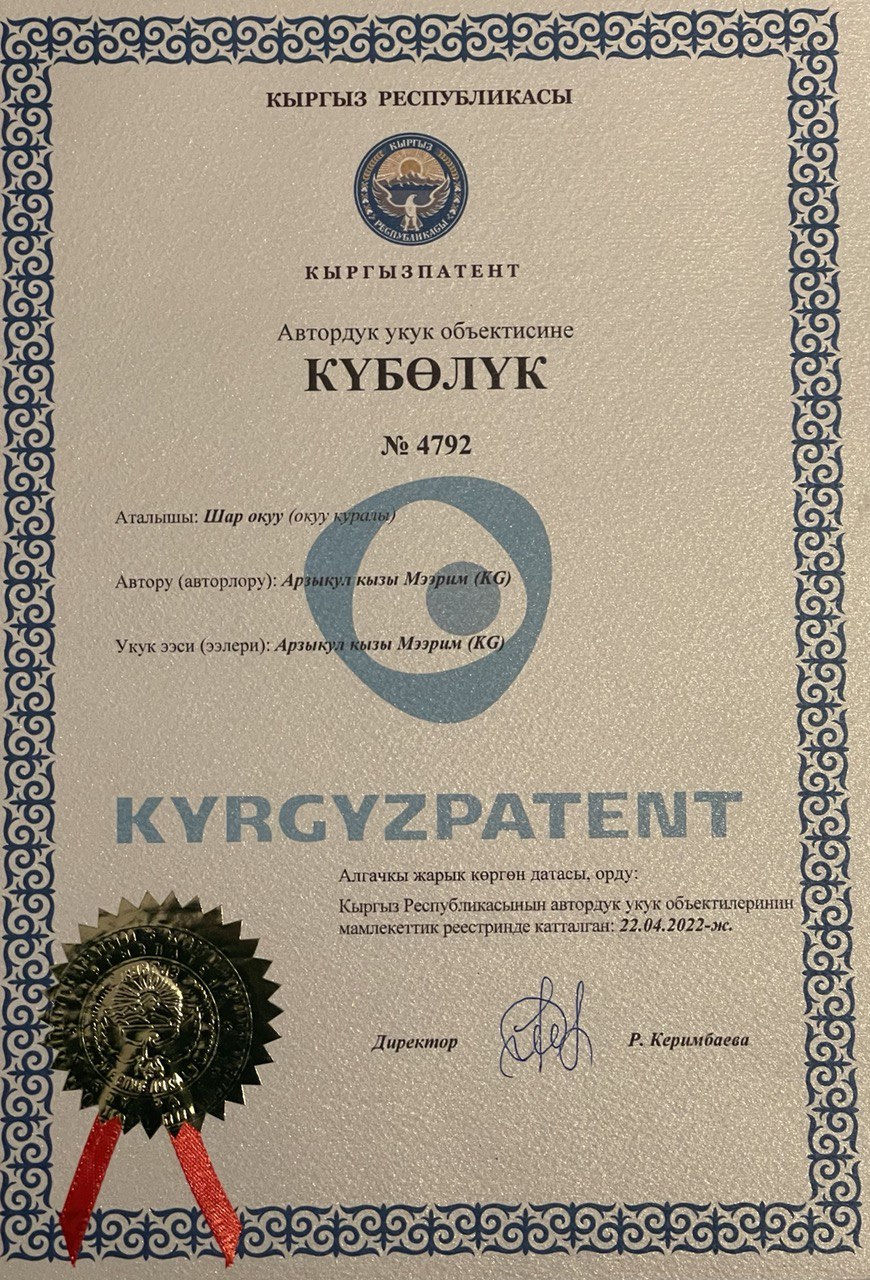 КЫРГЫЗ РЕСПУБЛИКАСЫ
КЫРГЫЗ
РЕСПУБЛИКАСЫ
КЫРГЫЗПАТЕНТ
Автордук укук объектисине
КҮБӨЛҮК
№ 4792
Аталышы: Шар окуу (окуу куралы)
Автору (авторлору): Арзыкул кызы Мээрим (KG)
Укук ээси (ээлери): Арзыкул кызы Мээрим (KG)
KYRGYZPATENT
Алгачкы жарык көргөн датасы, орду:
Кыргыз Республикасынын автордук укук объектилеринин
мамлекеттик реестринде катталган: 22.04.2022-ж.
Директор Р. Керимбаева